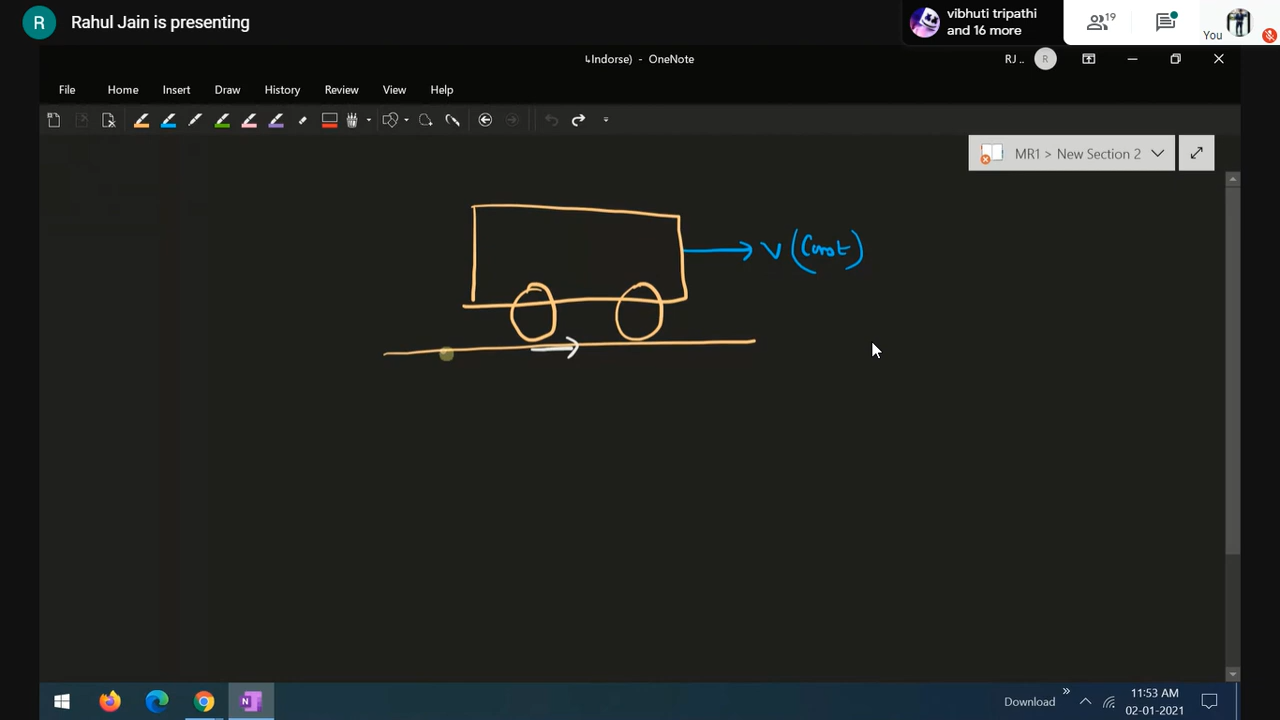 R Rahul Jain is presenting
vibhuti tripathi
and 16 more
19
You
↳Indorse) - OneNote
RJ ..
R
File Home Insert Draw History Review View Help
MR1 > New Section 2
V (Const)
Download
»
11:53 AM
02-01-2021